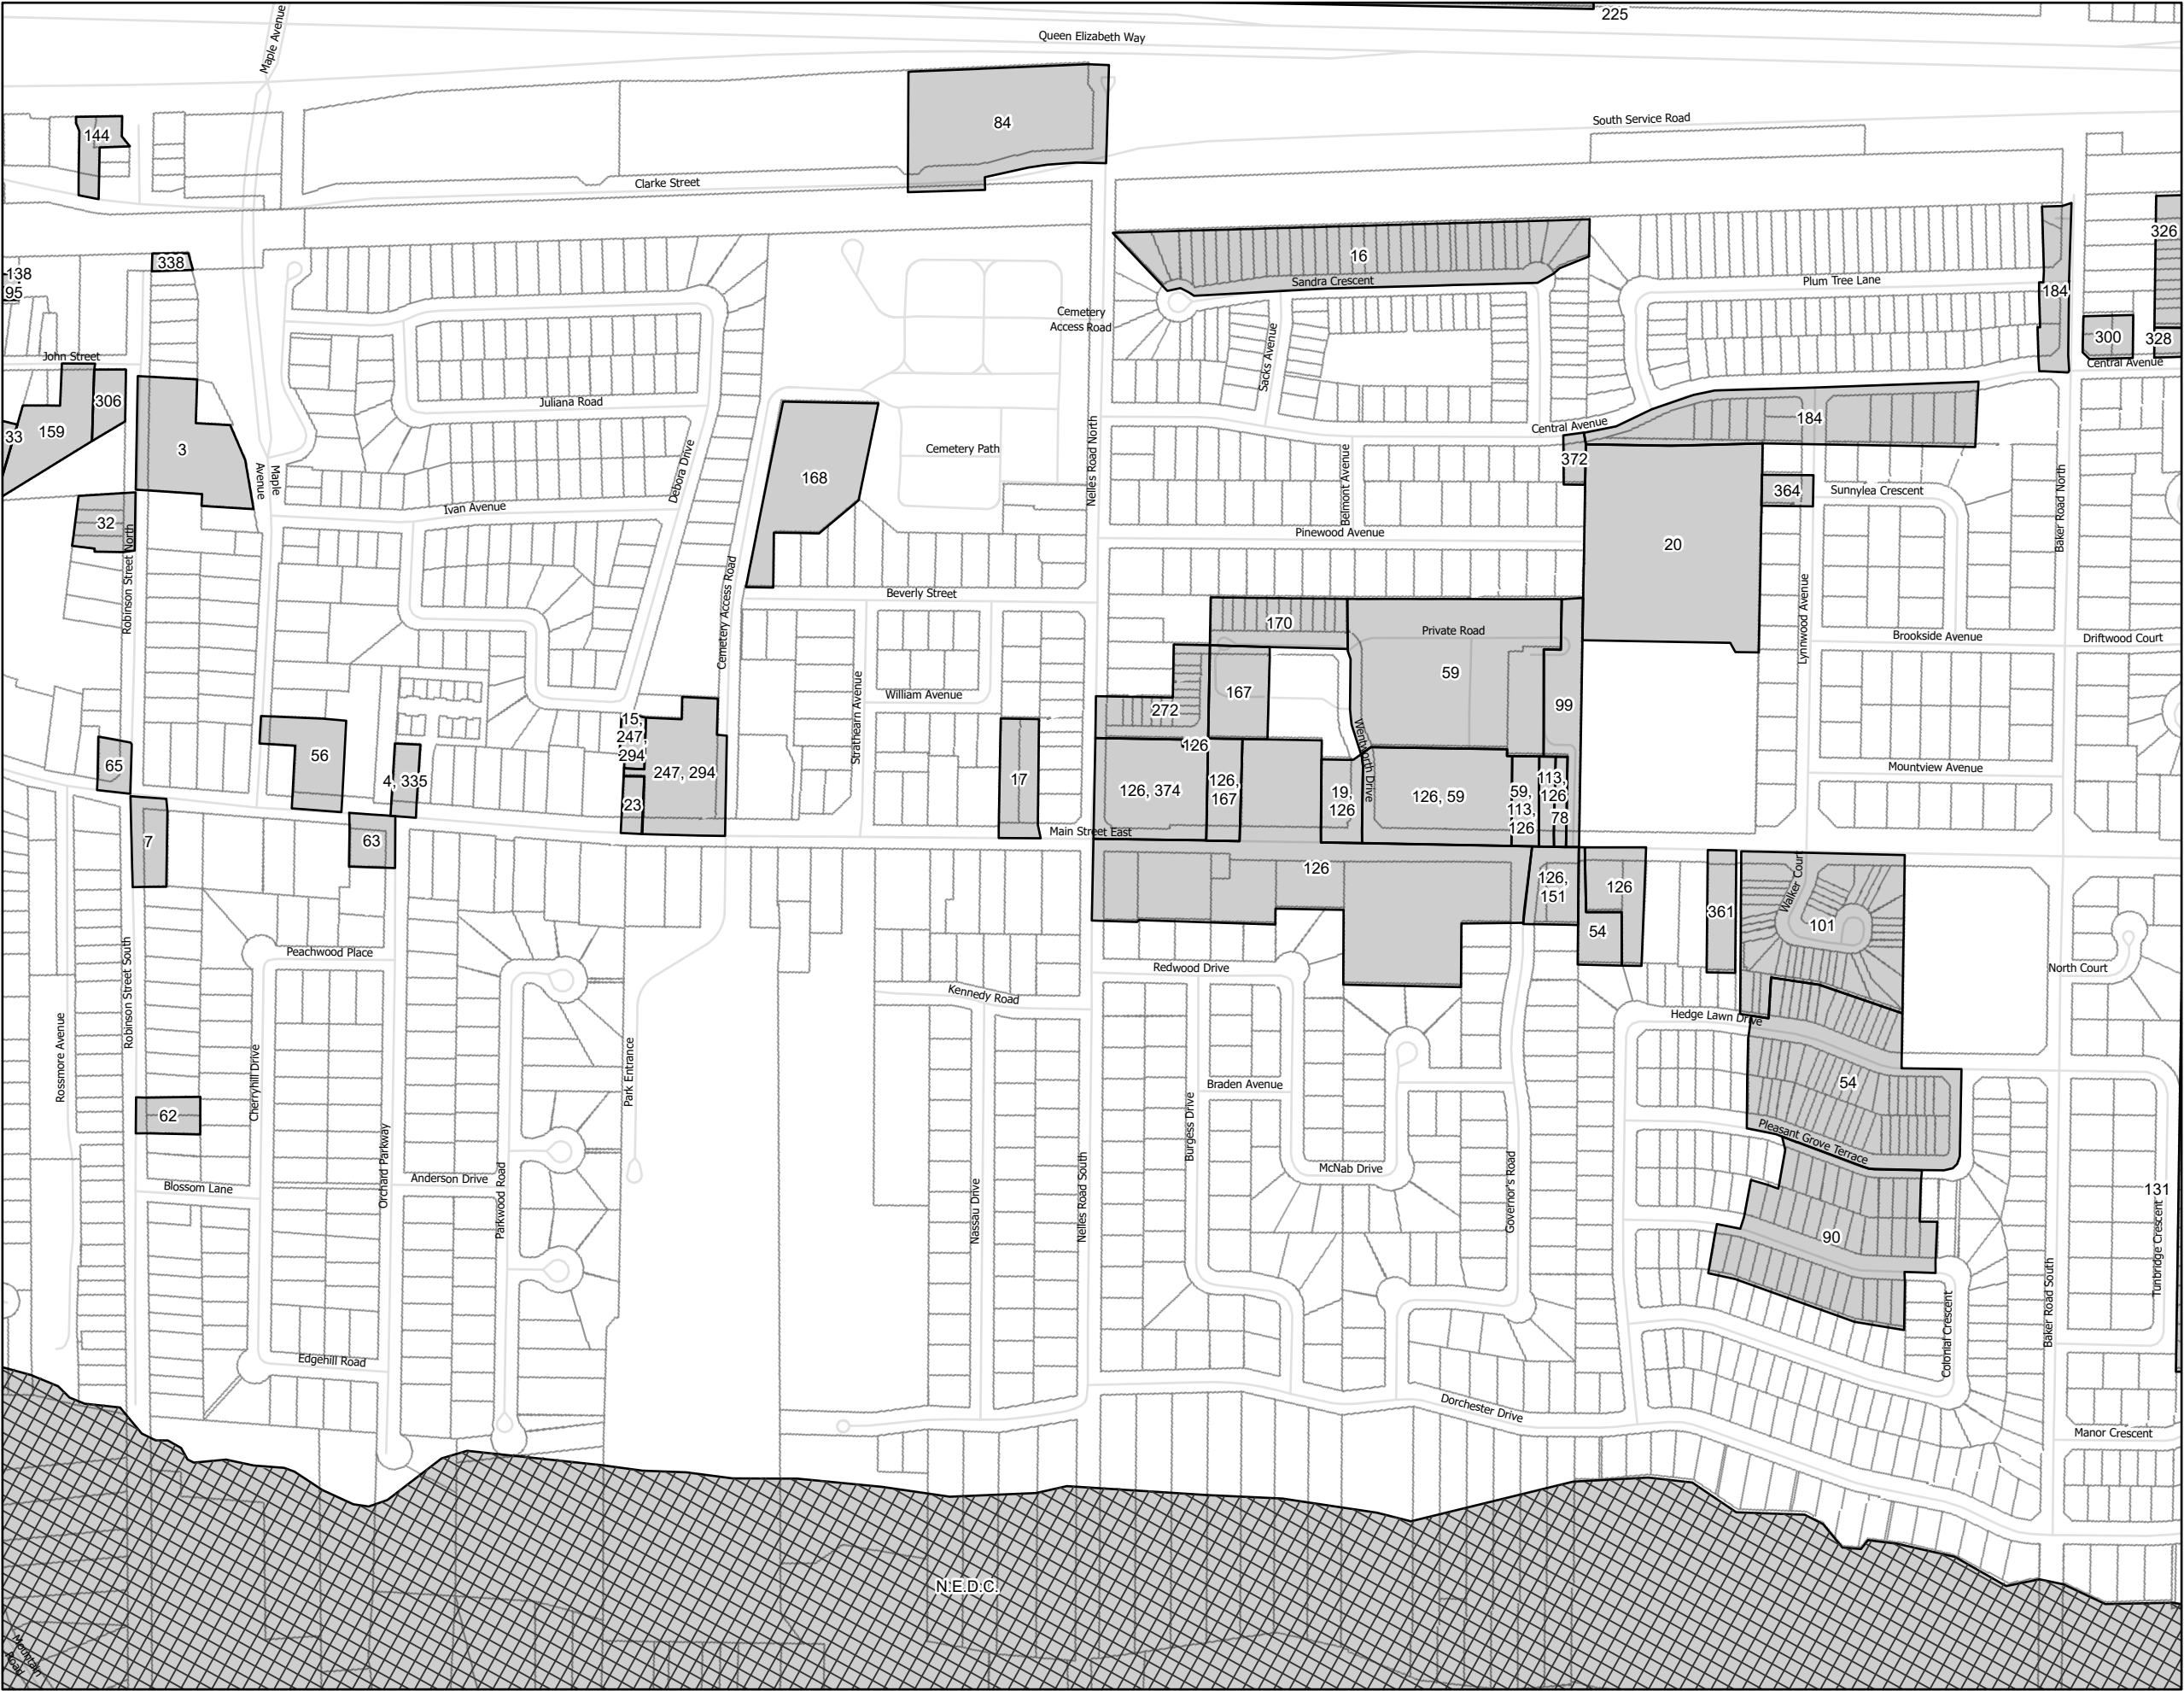 225
Maple Avenue
Queen Elizabeth Way
84
South Service Road
144
Clarke Street
326
338
16
138
Sandra Crescent
Plum Tree Lane
95
184
Cemetery
Access Road
300
328
Sacks Avenue
John Street
Central Avenue
306
Juliana Road
184
33
159
Central Avenue
3
Cemetery Path
372
Debora Drive
Nelles Road North
Belmont Avenue
168
Maple
Avenue
364
Sunnylea Crescent
Baker Road North
Ivan Avenue
32
Pinewood Avenue
20
Robinson Street North
Beverly Street
Cemetery Access Road
170
Private Road
Lynnwood Avenue
Brookside Avenue
Driftwood Court
59
167
William Avenue
Strathearn Avenue
272
99
15,
247,
294
126
Wentworth Drive
56
65
4, 335
247, 294
17
Mountview Avenue
126, 374
126,
167
19,
126
126, 59
59,
113,
126
113,
126
78
23
7
63
Main Street East
126
126,
151
126
Walker Court
361
101
54
Peachwood Place
Robinson Street South
Redwood Drive
North Court
Kennedy Road
Hedge Lawn Drive
Rossmore Avenue
Cherryhill Drive
Park Entrance
Braden Avenue
54
62
Burgess Drive
Pleasant Grove Terrace
Orchard Parkway
McNab Drive
Anderson Drive
Blossom Lane
Parkwood Road
Nassau Drive
Nelles Road South
Governor's Road
131
90
Tunbridge Crescent
Baker Road South
Colonial Crescent
Edgehill Road
Dorchester Drive
Manor Crescent
N.E.D.C.
Mountain
Road